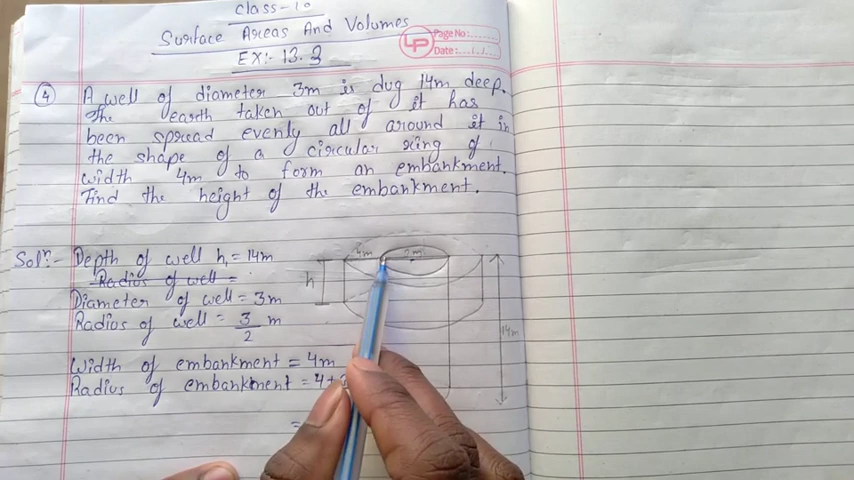 Class-10
Surface Areas And Volumes
EX:- 13.3
LP Page No:.......
Date:...../...../.....
4 A well of diameter 3m is dug 14m deep.
The earth taken out of it has
been spread evenly all around it in
the shape of a circular ring of
width 4m to form an embankment.
Find the height of the embankment.
Solⁿ:- Depth of well h₁ = 14m
Radius of well =
Diameter of well = 3m
Radius of well = 3/2 m
Width of embankment = 4m
Radius of embankment = 4+
=
4m
3m
h
14m